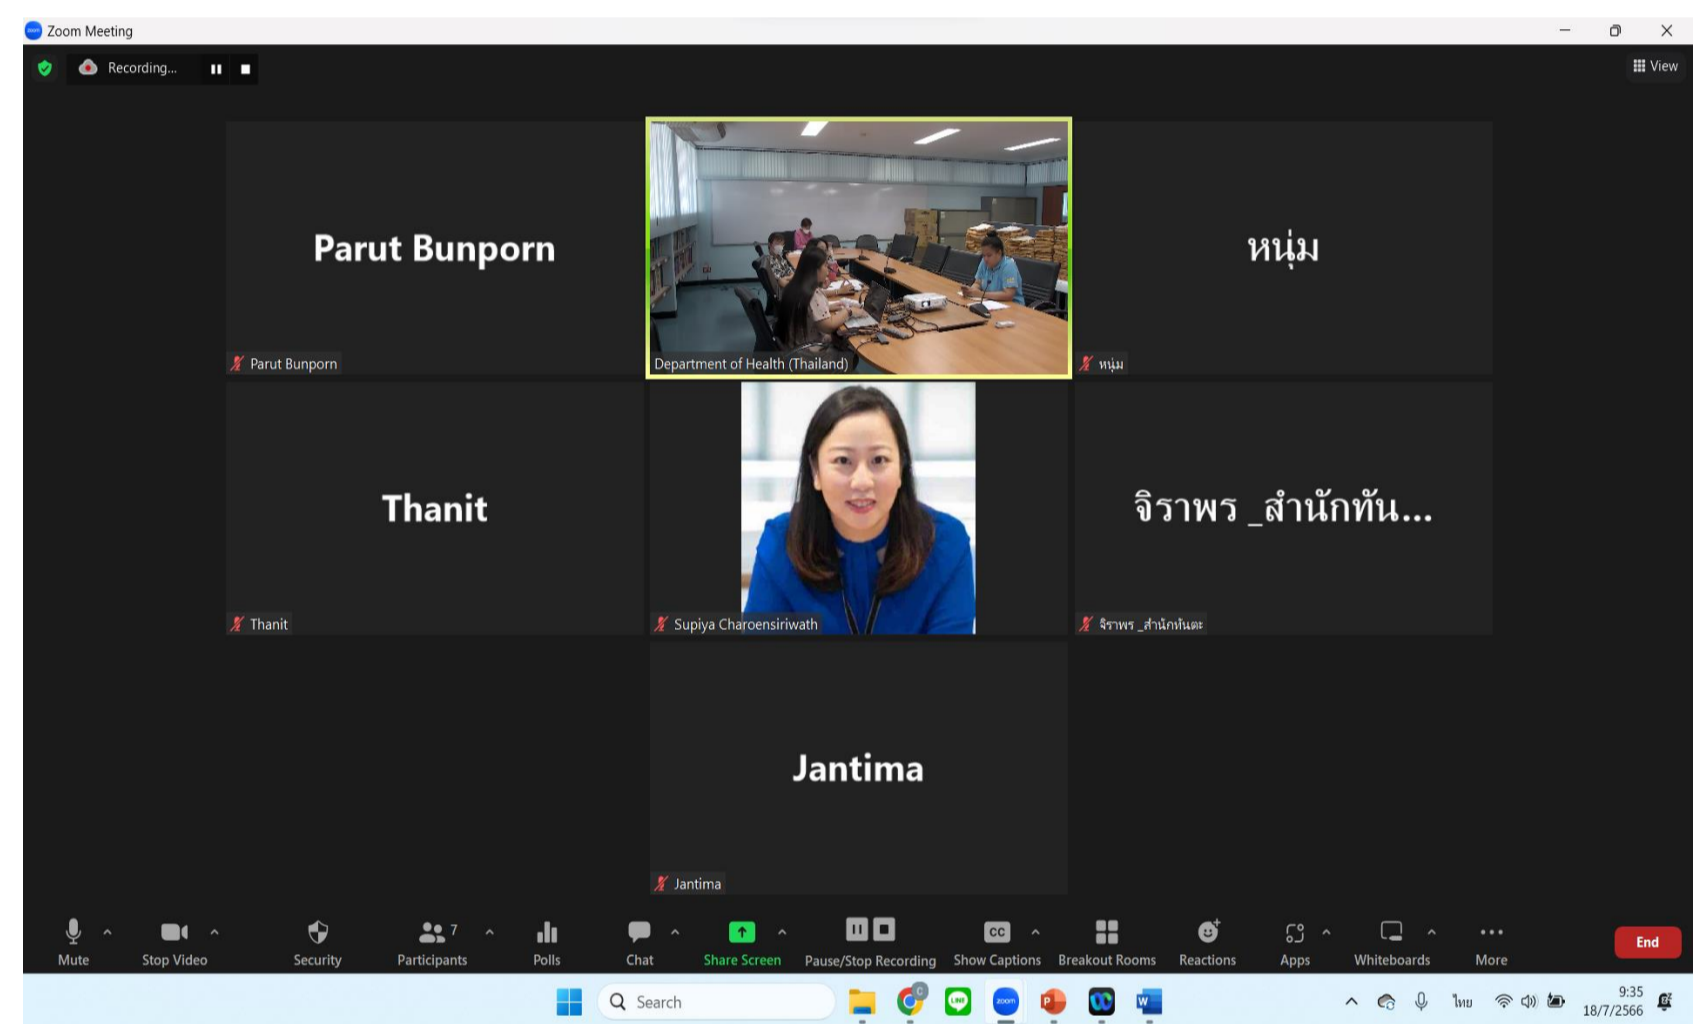 Zoom Meeting
Recording...
View
Parut Bunporn
Parut Bunporn
Department of Health (Thailand)
หนุ่ม
หนุ่ม
Thanit
Thanit
Supiya Charoensiriwath
จิราพร _สำนักทัน...
จิราพร _สำนักทันตะ
Jantima
Jantima
Mute
Stop Video
Security
7
Participants
Polls
Chat
Share Screen
Pause/Stop Recording
CC
Show Captions
Breakout Rooms
Reactions
Apps
Whiteboards
More
End
Search
C
LINE
zoom
P
W
ไทย
9:35
18/7/2566